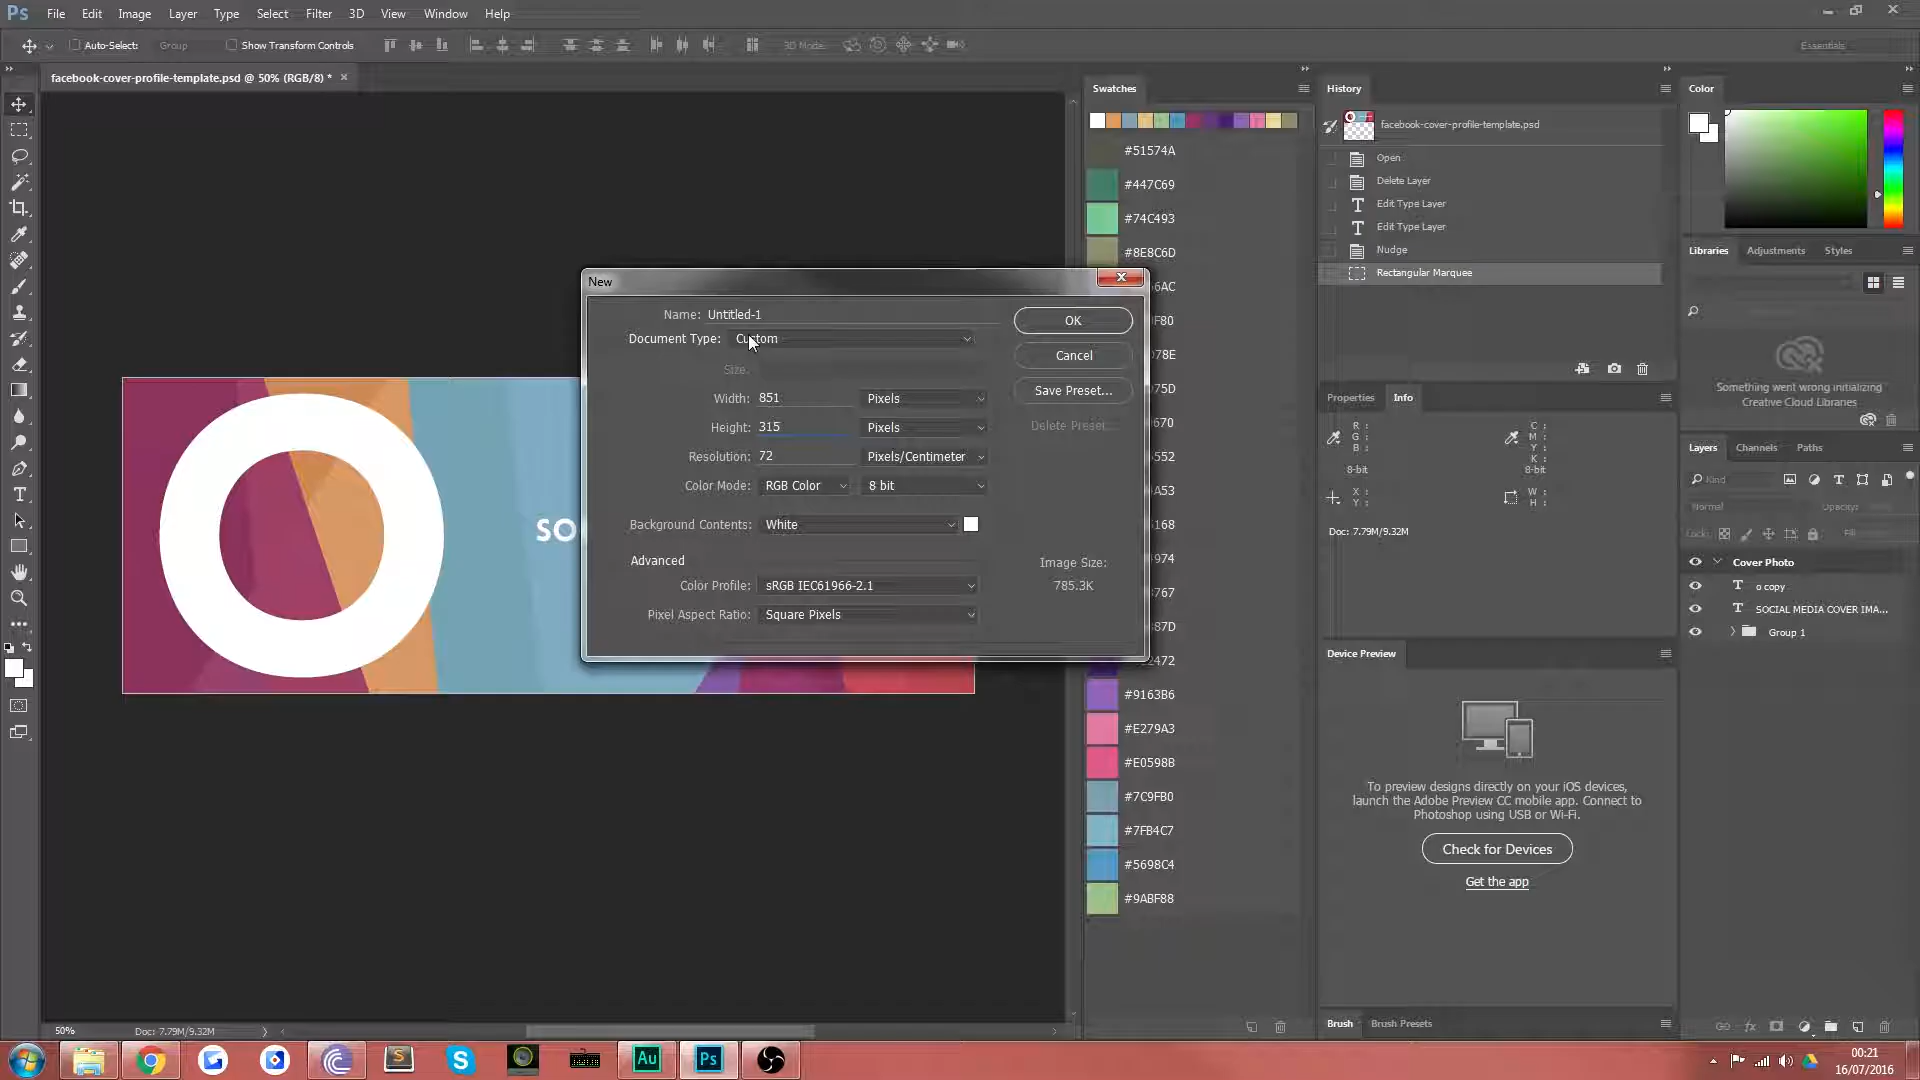 Ps File Edit Image Layer Type Select Filter 3D View Window Help
Auto-Select: Group Show Transform Controls 3D Mode: Essentials
facebook-cover-profile-template.psd @ 50% (RGB/8) *
SO
50% Doc: 7.79M/9.32M
New
Name: Untitled-1
Document Type: Custom
Size:
Width: 851 Pixels
Height: 315 Pixels
Resolution: 72 Pixels/Centimeter
Color Mode: RGB Color 8 bit
Background Contents: White
Advanced
Color Profile: sRGB IEC61966-2.1
Pixel Aspect Ratio: Square Pixels
OK
Cancel
Save Preset...
Delete Preset...
Image Size:
785.3K
Swatches
#51574A
#447C69
#74C493
#8E8C6D
6AC
F80
78E
75D
670
552
A53
168
974
767
87D
2472
#9163B6
#E279A3
#E0598B
#7C9FB0
#7FB4C7
#5698C4
#9ABF88
History
facebook-cover-profile-template.psd
Open
Delete Layer
Edit Type Layer
Edit Type Layer
Nudge
Rectangular Marquee
Properties Info
R :
G :
B :
8-bit
C :
M :
Y :
K :
8-bit
X :
Y :
W :
H :
Doc: 7.79M/9.32M
Device Preview
To preview designs directly on your iOS devices,
launch the Adobe Preview CC mobile app. Connect to
Photoshop using USB or Wi-Fi.
Check for Devices
Get the app
Brush Brush Presets
Color
Libraries Adjustments Styles
Something went wrong initializing
Creative Cloud Libraries
Layers Channels Paths
Kind
Normal Opacity:
Lock: Fill:
Cover Photo
o copy
SOCIAL MEDIA COVER IMA...
Group 1
fx
Au Ps
00:21
16/07/2016